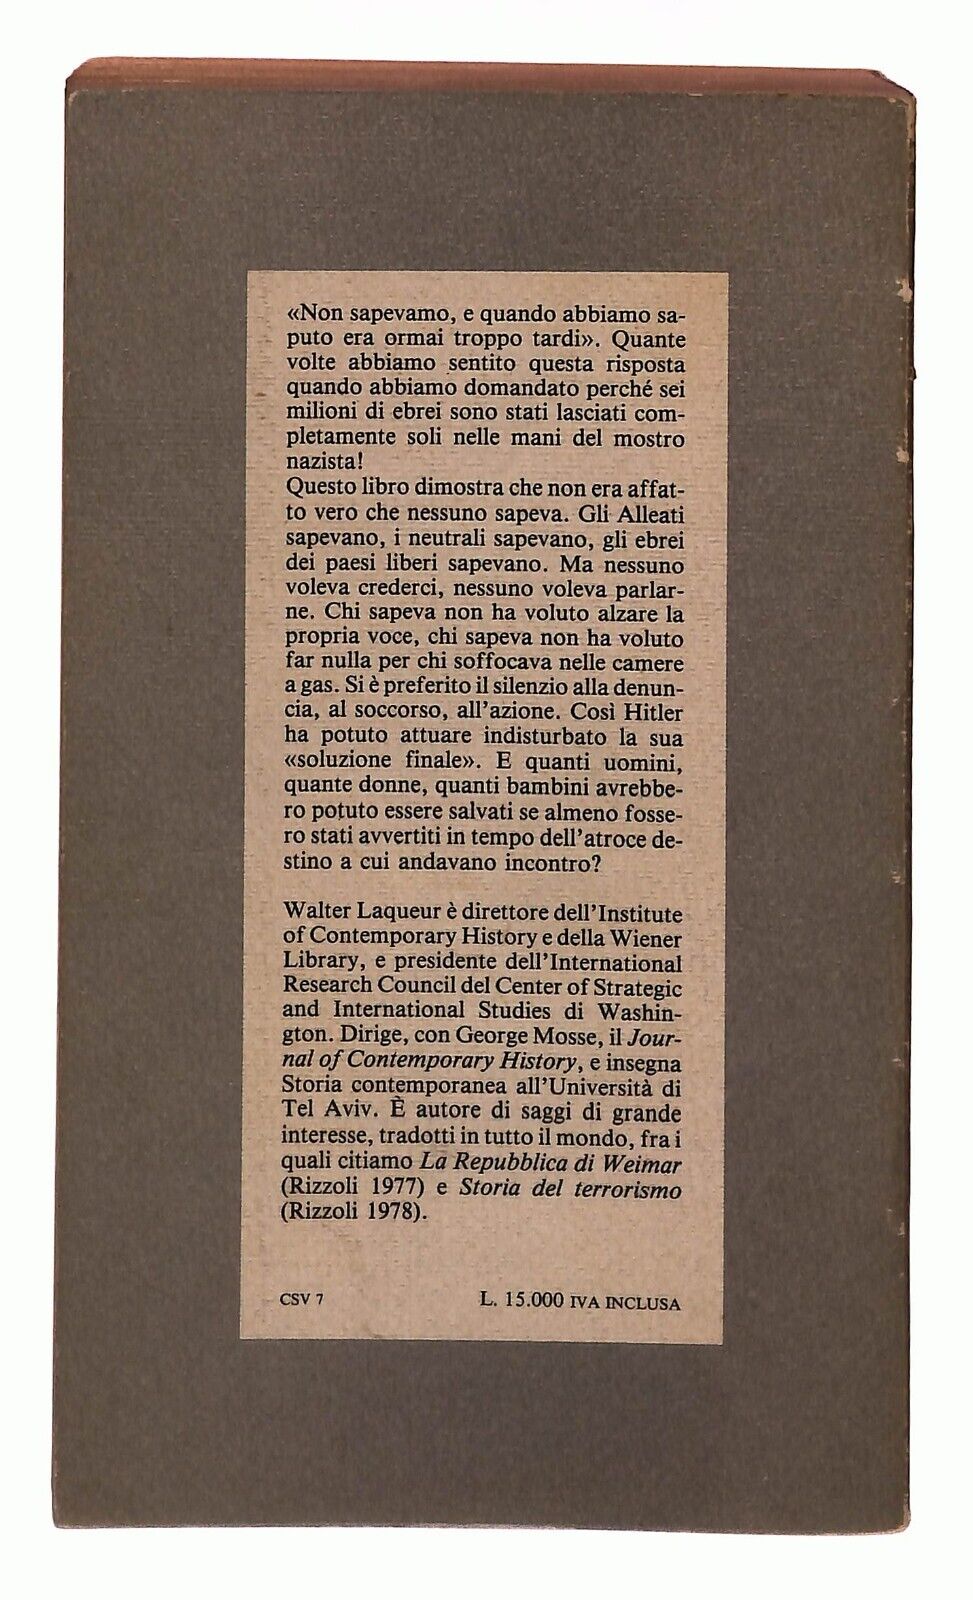 «Non sapevamo, e quando abbiamo sa-
puto era ormai troppo tardi». Quante
volte abbiamo sentito questa risposta
quando abbiamo domandato perché sei
milioni di ebrei sono stati lasciati com-
pletamente soli nelle mani del mostro
nazista!
Questo libro dimostra che non era affat-
to vero che nessuno sapeva. Gli Alleati
sapevano, i neutrali sapevano, gli ebrei
dei paesi liberi sapevano. Ma nessuno
voleva crederci, nessuno voleva parlar-
ne. Chi sapeva non ha voluto alzare la
propria voce, chi sapeva non ha voluto
far nulla per chi soffocava nelle camere
a gas. Si è preferito il silenzio alla denun-
cia, al soccorso, all'azione. Così Hitler
ha potuto attuare indisturbato la sua
«soluzione finale». E quanti uomini,
quante donne, quanti bambini avrebbe-
ro potuto essere salvati se almeno fosse-
ro stati avvertiti in tempo dell'atroce de-
stino a cui andavano incontro?
Walter Laqueur è direttore dell'Institute
of Contemporary History e della Wiener
Library, e presidente dell'International
Research Council del Center of Strategic
and International Studies di Washin-
gton. Dirige, con George Mosse, il Jour-
nal of Contemporary History, e insegna
Storia contemporanea all'Università di
Tel Aviv. È autore di saggi di grande
interesse, tradotti in tutto il mondo, fra i
quali citiamo La Repubblica di Weimar
(Rizzoli 1977) e Storia del terrorismo
(Rizzoli 1978).
CSV 7 L. 15.000 IVA INCLUSA